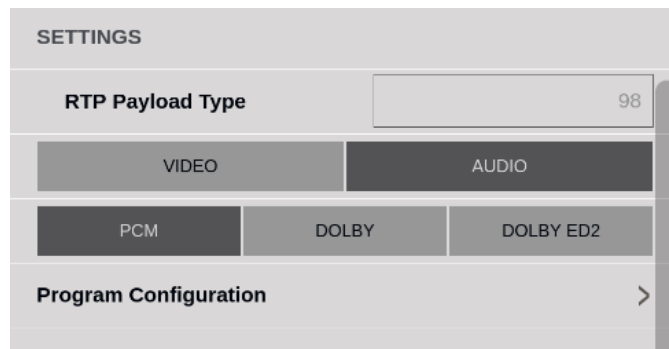 SETTINGS
RTP Payload Type 98
VIDEO AUDIO
PCM DOLBY DOLBY ED2
Program Configuration >